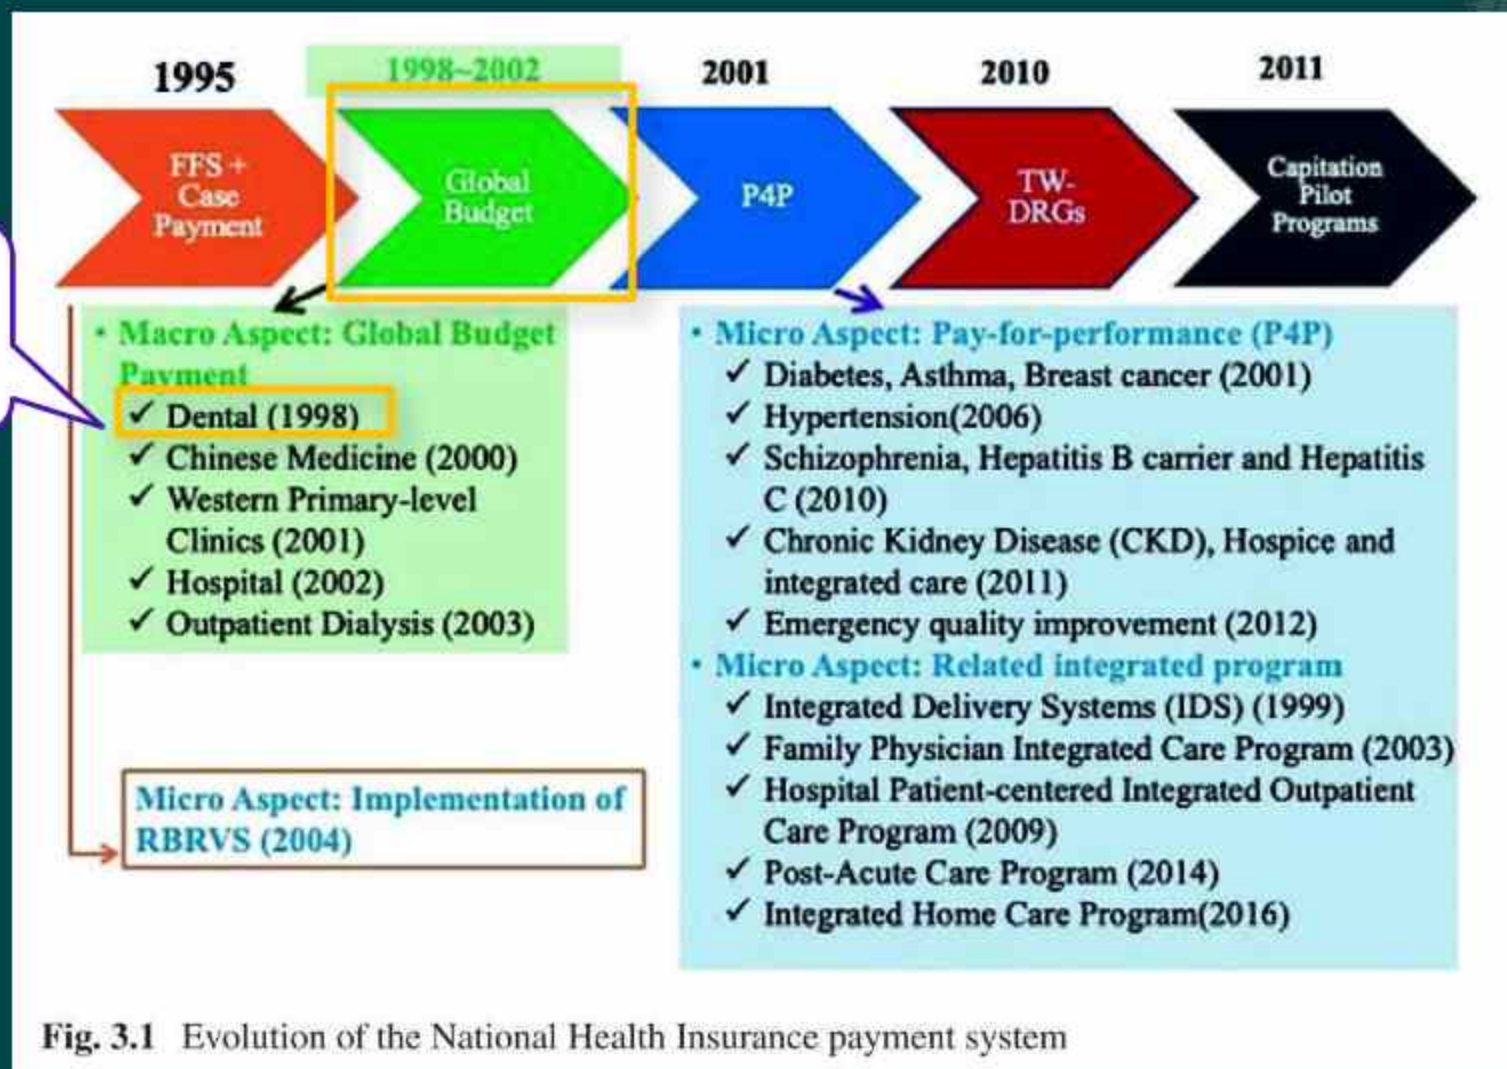 1995
1998~2002
2001
2010
2011
FFS +
Case
Payment
Global
Budget
P4P
TW-
DRGs
Capitation
Pilot
Programs
• Macro Aspect: Global Budget
Payment
✓ Dental (1998)
✓ Chinese Medicine (2000)
✓ Western Primary-level
Clinics (2001)
✓ Hospital (2002)
✓ Outpatient Dialysis (2003)
Micro Aspect: Implementation of
RBRVS (2004)
• Micro Aspect: Pay-for-performance (P4P)
✓ Diabetes, Asthma, Breast cancer (2001)
✓ Hypertension(2006)
✓ Schizophrenia, Hepatitis B carrier and Hepatitis
C (2010)
✓ Chronic Kidney Disease (CKD), Hospice and
integrated care (2011)
✓ Emergency quality improvement (2012)
• Micro Aspect: Related integrated program
✓ Integrated Delivery Systems (IDS) (1999)
✓ Family Physician Integrated Care Program (2003)
✓ Hospital Patient-centered Integrated Outpatient
Care Program (2009)
✓ Post-Acute Care Program (2014)
✓ Integrated Home Care Program(2016)
Fig. 3.1 Evolution of the National Health Insurance payment system